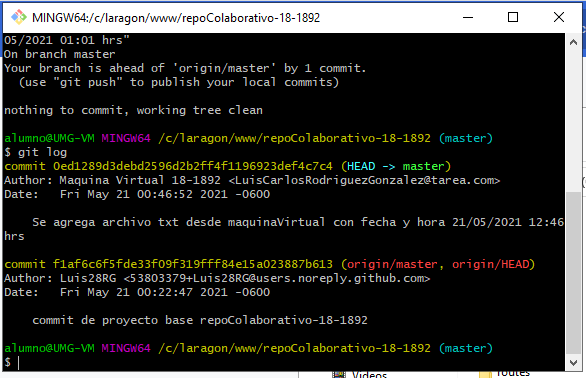 MINGW64:/c/laragon/www/repoColaborativo-18-1892
05/2021 01:01 hrs"
On branch master
Your branch is ahead of 'origin/master' by 1 commit.
  (use "git push" to publish your local commits)
nothing to commit, working tree clean
alumno@UMG-VM MINGW64 /c/laragon/www/repoColaborativo-18-1892 (master)
$ git log
commit 0ed1289d3debd2596d2b2ff4f1196923def4c7c4 (HEAD -> master)
Author: Maquina Virtual 18-1892 <LuisCarlosRodriguezGonzalez@tarea.com>
Date:   Fri May 21 00:46:52 2021 -0600
    Se agrega archivo txt desde maquinaVirtual con fecha y hora 21/05/2021 12:46
hrs
commit f1af6c6f5fde33f09f319fff84e15a023887b613 (origin/master, origin/HEAD)
Author: Luis28RG <53803379+Luis28RG@users.noreply.github.com>
Date:   Fri May 21 00:22:47 2021 -0600
    commit de proyecto base repoColaborativo-18-1892
alumno@UMG-VM MINGW64 /c/laragon/www/repoColaborativo-18-1892 (master)
$
Videos
routes